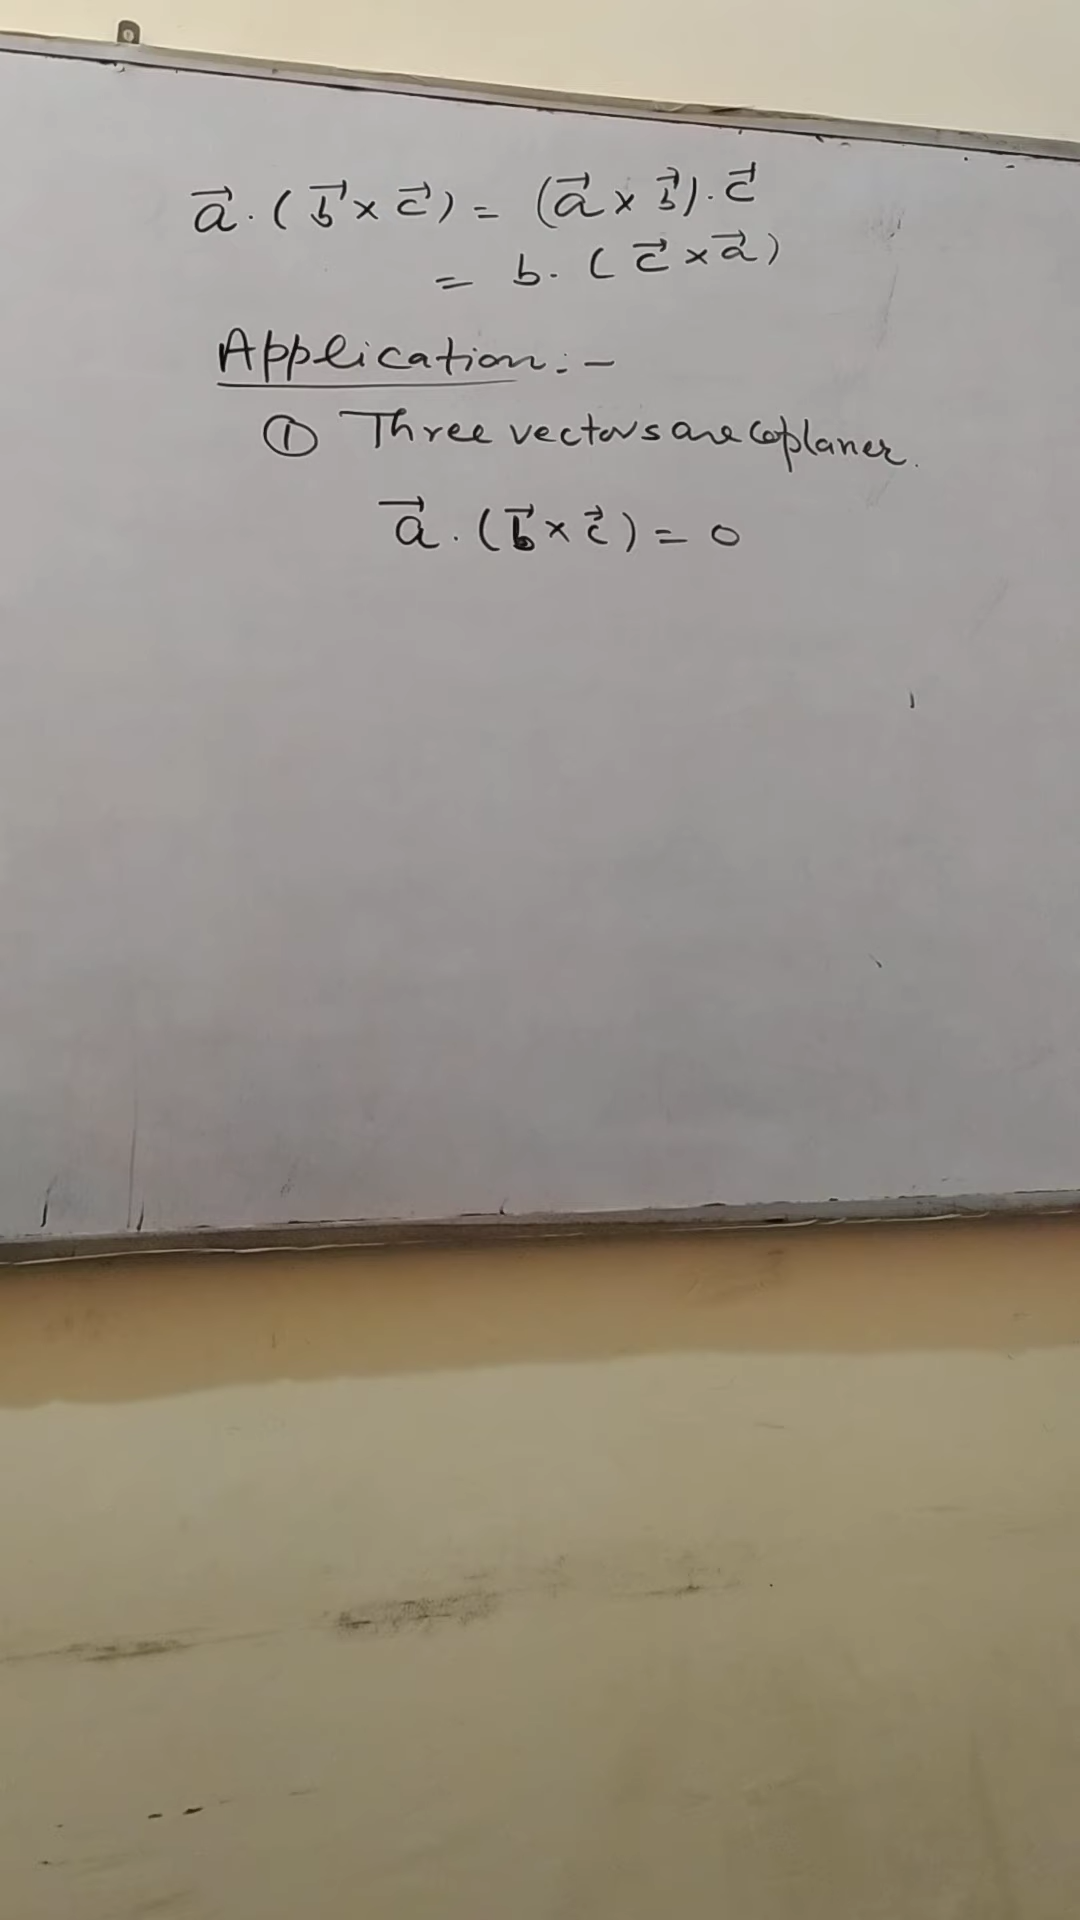 a⃗ . ( b⃗ × c⃗ ) = ( a⃗ × b⃗ ) . c⃗
= b . ( c⃗ × a⃗ )
Application : -
① Three vectors are Coplaner .
a⃗ . ( b⃗ × c⃗ ) = 0